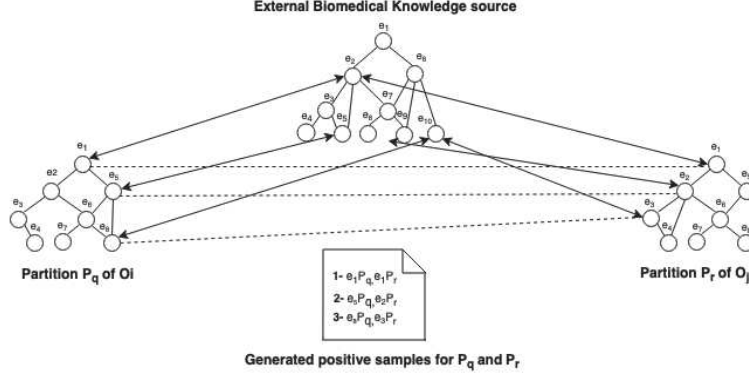 External Biomedical Knowledge source
e1
e2
e6
e3
e7
e4
e5
e8
e9
e10
e1
e2
e5
e3
e6
e4
e7
e8
e1
e2
e3
e6
e4
e7
Partition Pq of Oi
Partition Pr of Oj
1- e1Pq,e1Pr
2- e5Pq,e2Pr
3- Pq,e3Pr
Generated positive samples for Pq and Pr